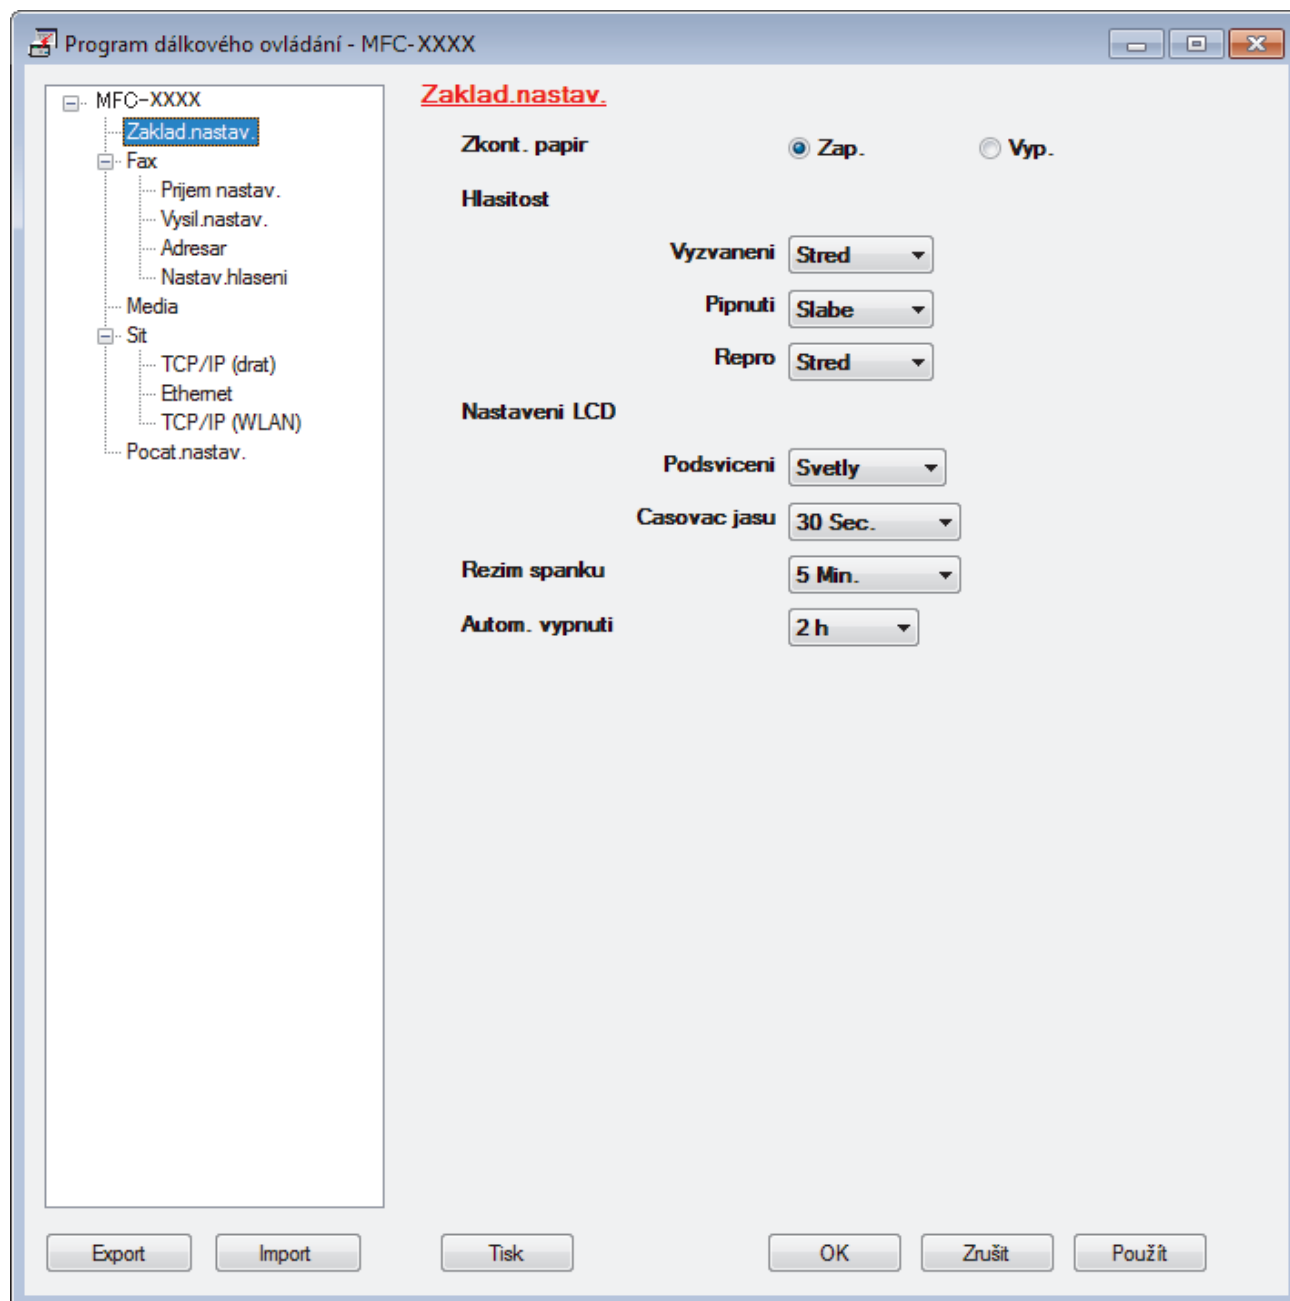 Program dálkového ovládání - MFC-XXXX
MFC-XXXX
Zaklad.nastav.
Fax
Prijem nastav.
Vysil.nastav.
Adresar
Nastav.hlaseni
Media
Sit
TCP/IP (drat)
Ethernet
TCP/IP (WLAN)
Pocat.nastav.
Zaklad.nastav.
Zkont. papir Zap. Vyp.
Hlasitost
Vyzvaneni Stred
Pipnuti Slabe
Repro Stred
Nastaveni LCD
Podsviceni Svetly
Casovac jasu 30 Sec.
Rezim spanku 5 Min.
Autom. vypnuti 2 h
Export Import Tisk OK Zrušit Použít